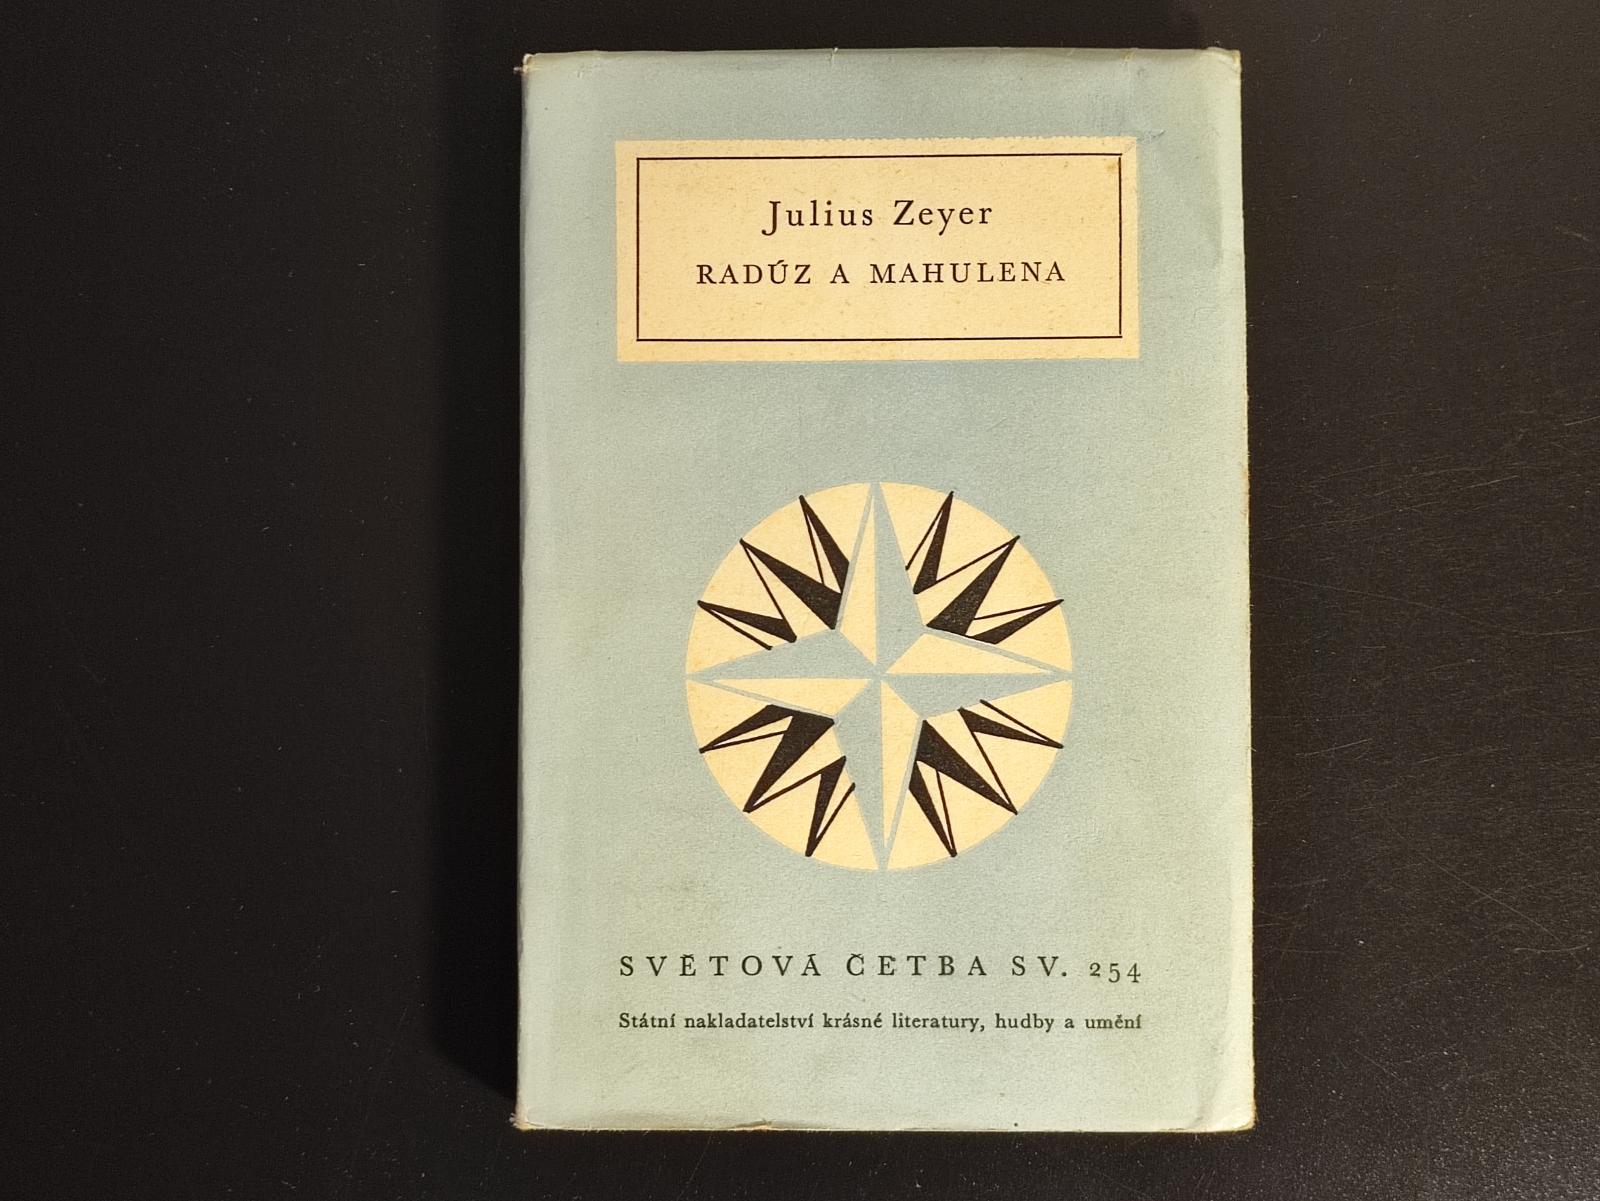 Julius Zeyer
RADÚZ A MAHULENA
SVĚTOVÁ ČETBA SV. 254
Státní nakladatelství krásné literatury, hudby a umění